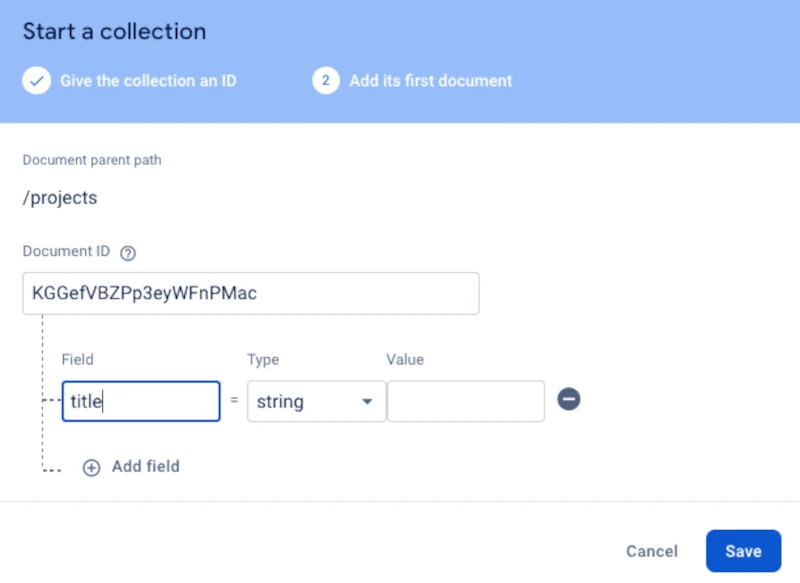 Start a collection
Give the collection an ID
2 Add its first document
Document parent path
/projects
Document ID ?
KGGefVBZPp3eyWFnPMac
Field Type Value
title = string
Add field
Cancel Save